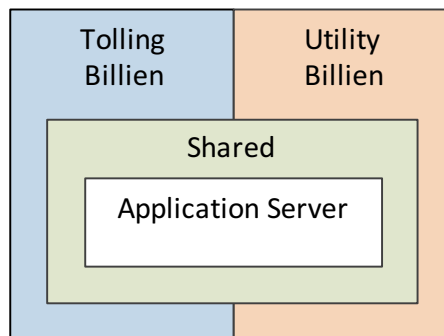 Tolling
Billien
Utility
Billien
Shared
Application Server